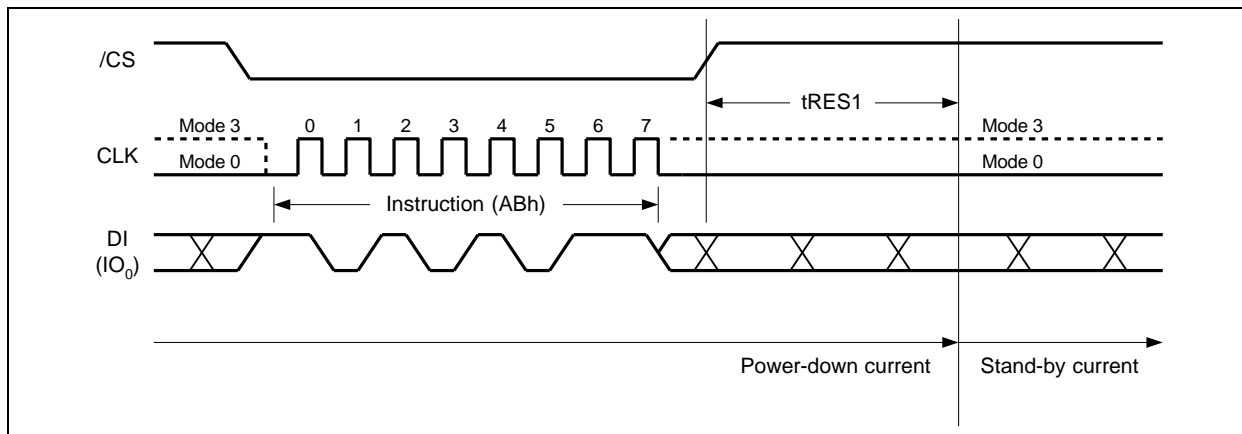 /CS
tRES1
Mode 3
0 1 2 3 4 5 6 7
Mode 3
CLK
Mode 0
Mode 0
Instruction (ABh)
DI
(IO0)
Power-down current
Stand-by current